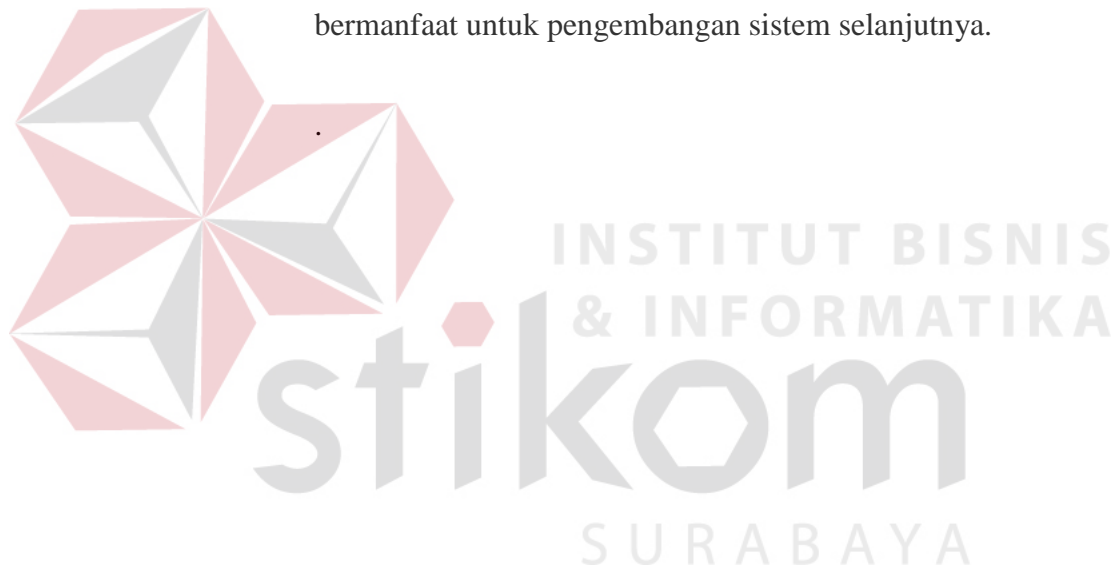 bermanfaat untuk pengembangan sistem selanjutnya.
.
INSTITUT BISNIS
& INFORMATIKA
stikom
SURABAYA